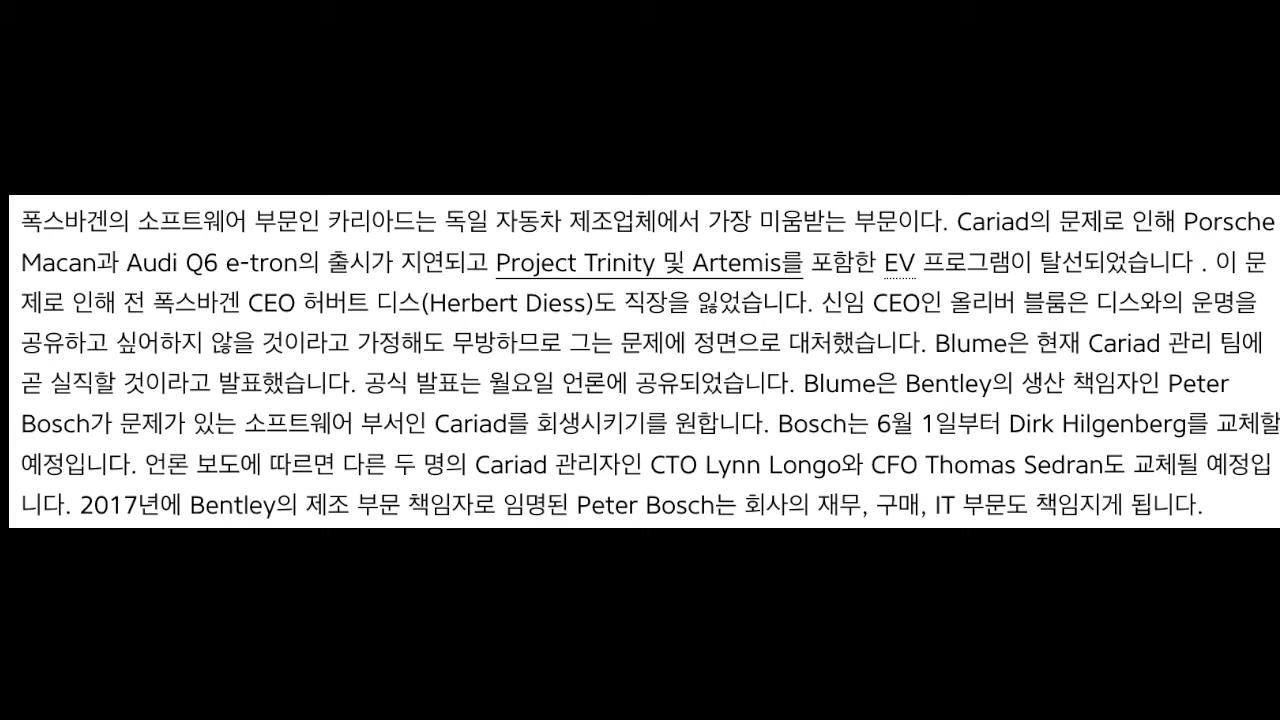 폭스바겐의 소프트웨어 부문인 카리아드는 독일 자동차 제조업체에서 가장 미움받는 부문이다. Cariad의 문제로 인해 Porsche
Macan과 Audi Q6 e-tron의 출시가 지연되고 Project Trinity 및 Artemis를 포함한 EV 프로그램이 탈선되었습니다 . 이 문
제로 인해 전 폭스바겐 CEO 허버트 디스(Herbert Diess)도 직장을 잃었습니다. 신임 CEO인 올리버 블룸은 디스와의 운명을
공유하고 싶어하지 않을 것이라고 가정해도 무방하므로 그는 문제에 정면으로 대처했습니다. Blume은 현재 Cariad 관리 팀에
곧 실직할 것이라고 발표했습니다. 공식 발표는 월요일 언론에 공유되었습니다. Blume은 Bentley의 생산 책임자인 Peter
Bosch가 문제가 있는 소프트웨어 부서인 Cariad를 회생시키기를 원합니다. Bosch는 6월 1일부터 Dirk Hilgenberg를 교체할
예정입니다. 언론 보도에 따르면 다른 두 명의 Cariad 관리자인 CTO Lynn Longo와 CFO Thomas Sedran도 교체될 예정입
니다. 2017년에 Bentley의 제조 부문 책임자로 임명된 Peter Bosch는 회사의 재무, 구매, IT 부문도 책임지게 됩니다.